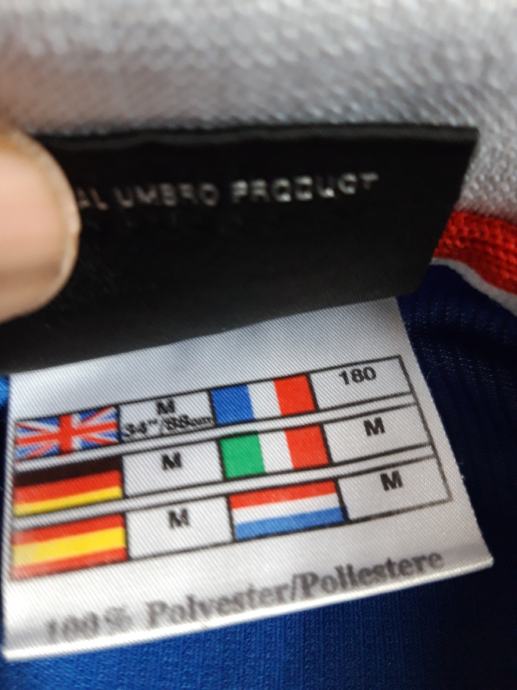 AL UMBRO PRODUCT
M
34"/88cm
180
M
M
M
M
100% Polyester/Poliestere